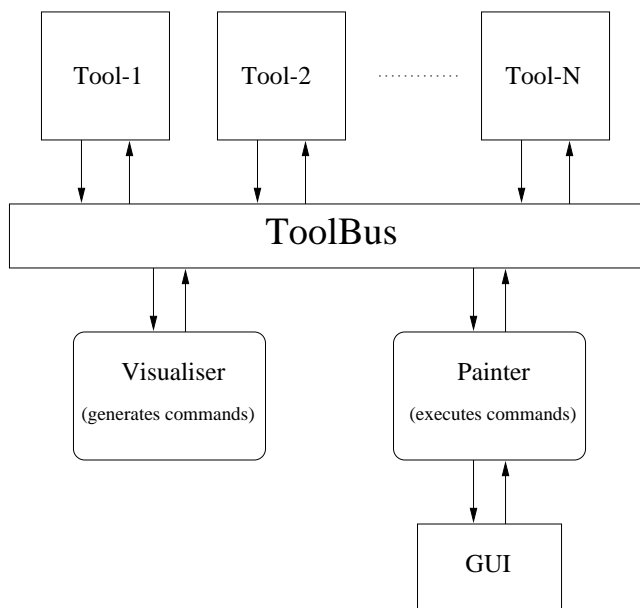 Tool-1
Tool-2
Tool-N
ToolBus
Visualiser
(generates commands)
Painter
(executes commands)
GUI